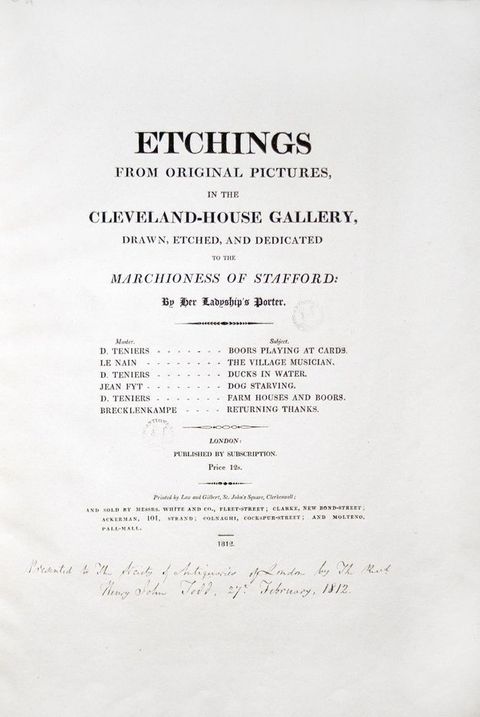 ETCHINGS
FROM ORIGINAL PICTURES,
IN THE
CLEVELAND-HOUSE GALLERY,
DRAWN, ETCHED, AND DEDICATED
TO THE
MARCHIONESS OF STAFFORD:
By Her Ladyship's Porter.
Master. Subject.
D. TENIERS - - - - - - - BOORS PLAYING AT CARDS.
LE NAIN - - - - - - - THE VILLAGE MUSICIAN.
D. TENIERS - - - - - - - DUCKS IN WATER.
JEAN FYT - - - - - - - DOG STARVING.
D. TENIERS - - - - - - - FARM HOUSES AND BOORS.
BRECKLENKAMPE - - - - RETURNING THANKS.
LONDON:
PUBLISHED BY SUBSCRIPTION.
Price 12s.
Printed by Law and Gilbert, St. John's Square, Clerkenwell;
AND SOLD BY MESSRS. WHITE AND CO., FLEET-STREET; CLARKE, NEW BOND-STREET;
ACKERMAN, 101, STRAND; COLNAGHI, COCKSPUR-STREET; AND MOLTENO,
PALL-MALL.
1812.
Presented to The Society of Antiquaries of London by The
Henry John Todd, 27th February, 1812.